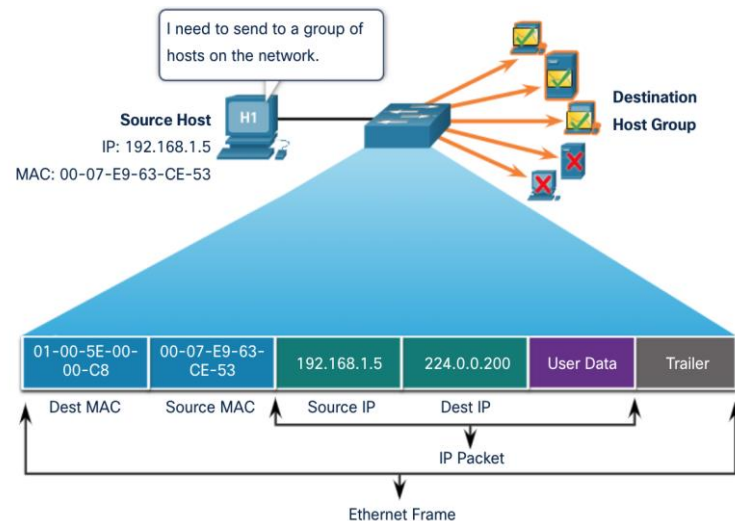 I need to send to a group of
hosts on the network.
H1
Source Host
IP: 192.168.1.5
MAC: 00-07-E9-63-CE-53
Destination
Host Group
01-00-5E-00-
00-C8
00-07-E9-63-
CE-53
192.168.1.5
224.0.0.200
User Data
Trailer
Dest MAC
Source MAC
Source IP
Dest IP
IP Packet
Ethernet Frame